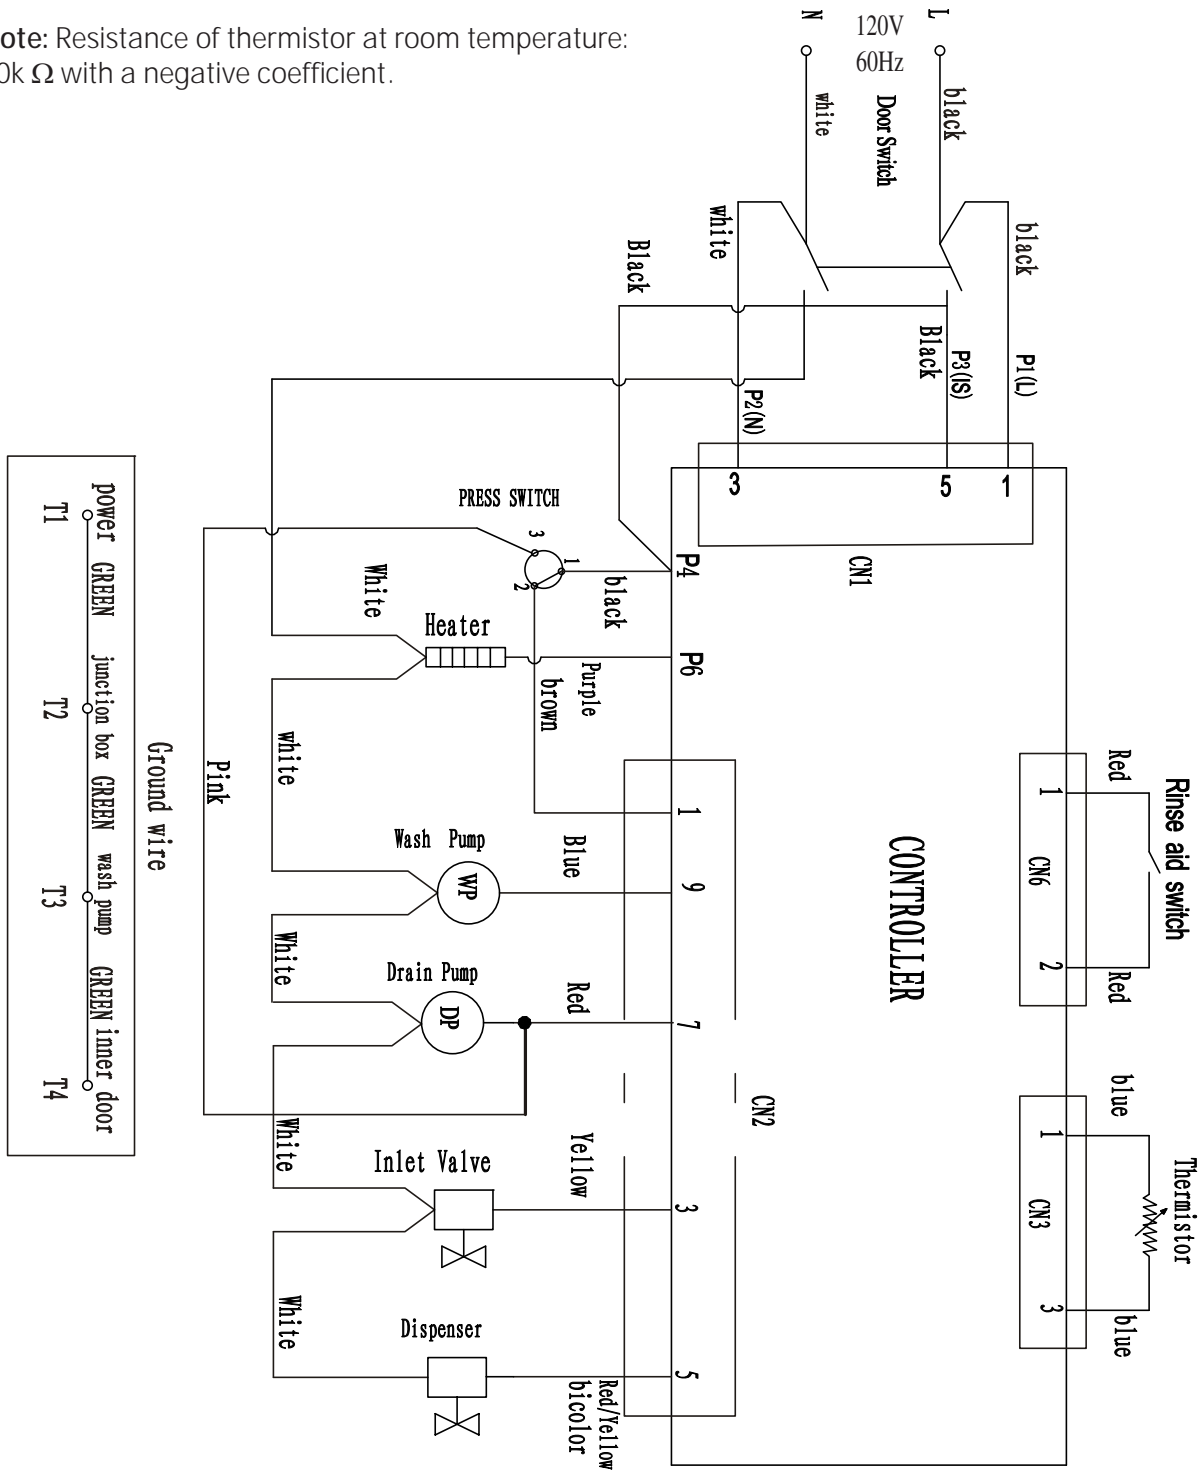 ote: Resistance of thermistor at room temperature:
0k Ω with a negative coefficient.
N
120V
60Hz
L
white
Door Switch
black
white
Black
black
Black
P3(IS)
P1(L)
P2(N)
3
5
1
CN1
PRESS SWITCH
3
1
2
black
P4
White
Heater
Purple
P6
brown
white
Pink
CONTROLLER
1
Wash Pump
WP
Blue
9
White
Drain Pump
DP
Red
7
CN2
White
Inlet Valve
Yellow
3
White
Dispenser
Red/Yellow
bicolor
5
Rinse aid switch
Red
1
CN6
2
Red
Thermistor
blue
1
CN3
3
blue
Ground wire
power GREEN junction box GREEN wash pump GREEN inner door
T1 T2 T3 T4